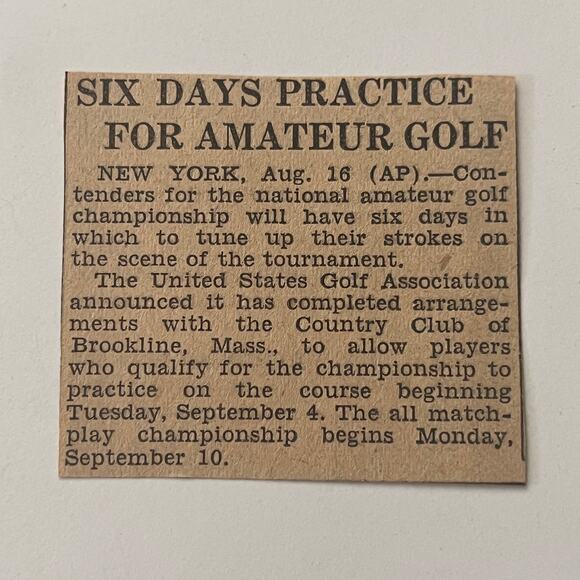 SIX DAYS PRACTICE
FOR AMATEUR GOLF
NEW YORK, Aug. 16 (AP).—Con-
tenders for the national amateur golf
championship will have six days in
which to tune up their strokes on
the scene of the tournament.
The United States Golf Association
announced it has completed arrange-
ments with the Country Club of
Brookline, Mass., to allow players
who qualify for the championship to
practice on the course beginning
Tuesday, September 4. The all match-
play championship begins Monday,
September 10.